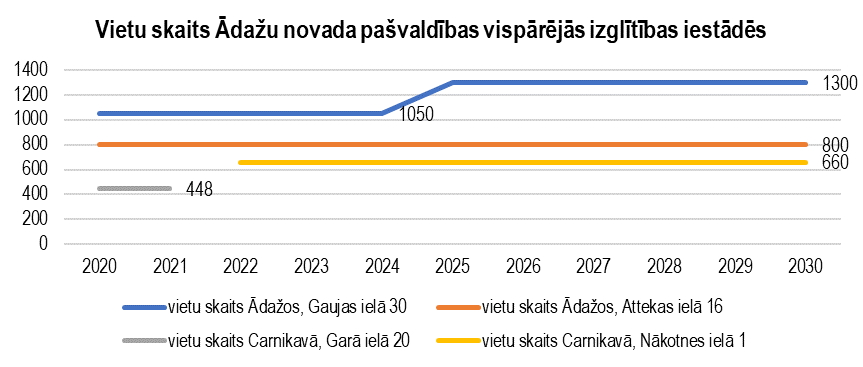 Vietu skaits Ādažu novada pašvaldības vispārējās izglītības iestādēs
1400
1200
1000
800
600
400
200
0
1300
1050
800
660
448
2020 2021 2022 2023 2024 2025 2026 2027 2028 2029 2030
vietu skaits Ādažos, Gaujas ielā 30
vietu skaits Ādažos, Attekas ielā 16
vietu skaits Carnikavā, Garā ielā 20
vietu skaits Carnikavā, Nākotnes ielā 1